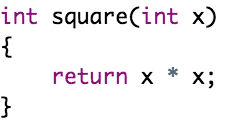 int square(int x)
{
    return x * x;
}